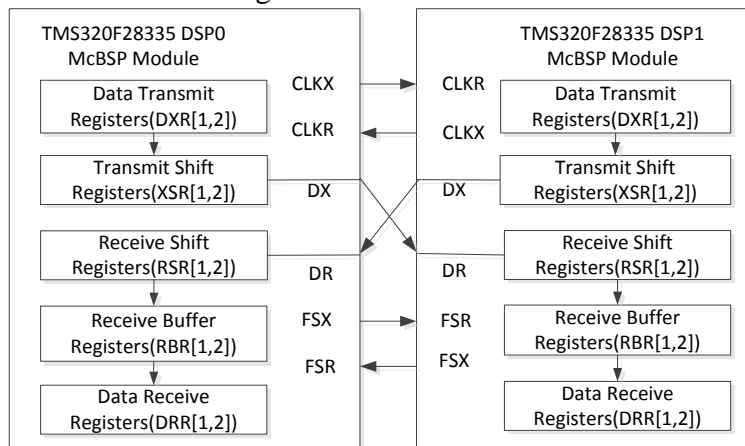 TMS320F28335 DSP0
McBSP Module
Data Transmit
Registers(DXR[1,2])
Transmit Shift
Registers(XSR[1,2])
Receive Shift
Registers(RSR[1,2])
Receive Buffer
Registers(RBR[1,2])
Data Receive
Registers(DRR[1,2])
CLKX
CLKR
DX
DR
FSX
FSR
TMS320F28335 DSP1
McBSP Module
CLKR
CLKX
DX
DR
FSR
FSX
Data Transmit
Registers(DXR[1,2])
Transmit Shift
Registers(XSR[1,2])
Receive Shift
Registers(RSR[1,2])
Receive Buffer
Registers(RBR[1,2])
Data Receive
Registers(DRR[1,2])